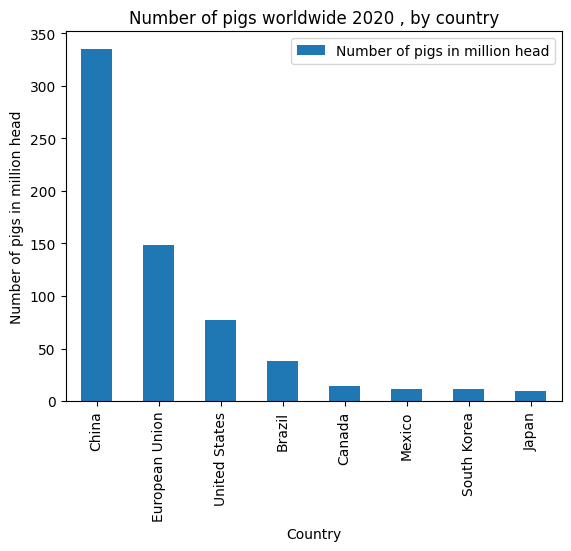 Number of pigs worldwide 2020 , by country
Number of pigs in million head
Number of pigs in million head
350
300
250
200
150
100
50
0
China
European Union
United States
Brazil
Canada
Mexico
South Korea
Japan
Country